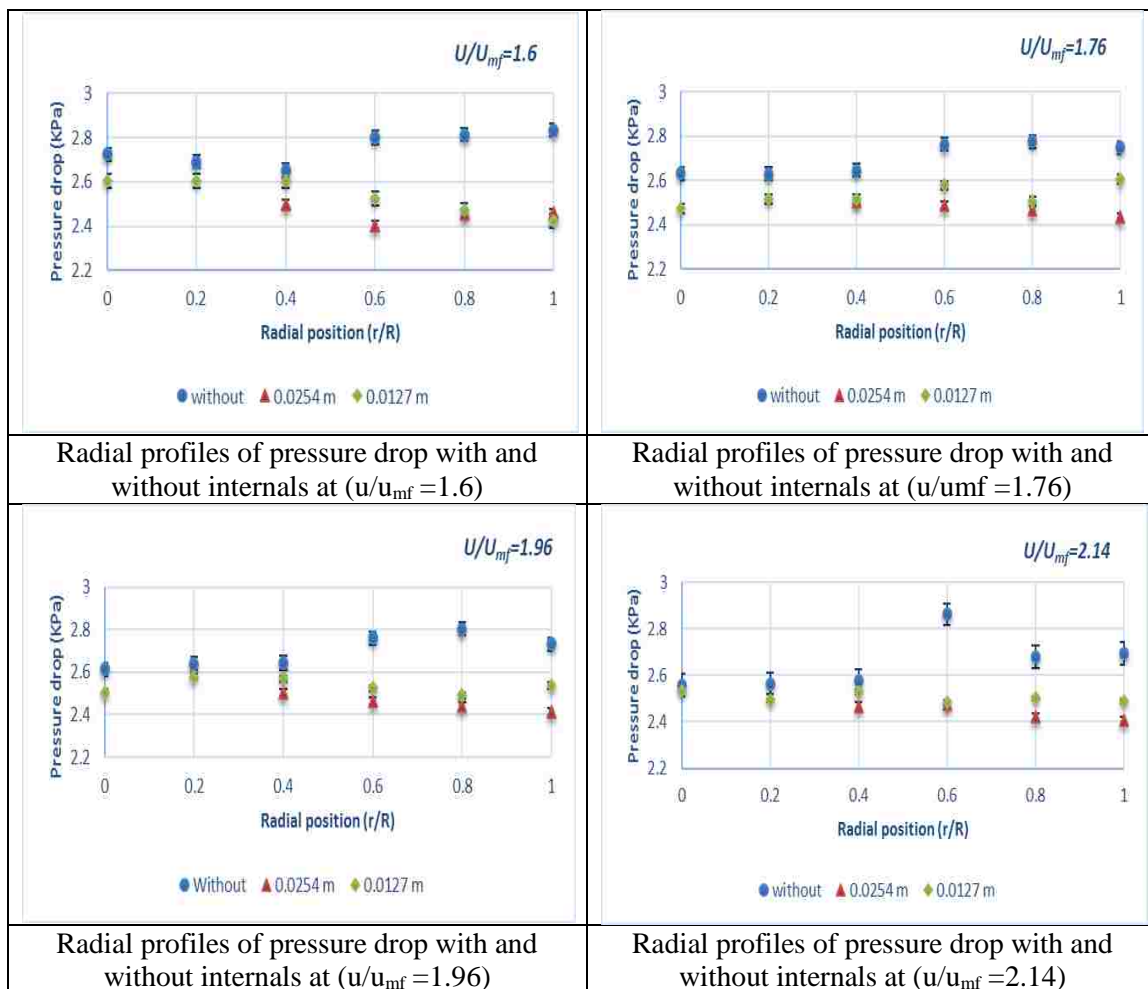 U/Umf=1.6
Pressure drop (KPa)
3
2.8
2.6
2.4
2.2
0 0.2 0.4 0.6 0.8 1
Radial position (r/R)
without 0.0254 m 0.0127 m
Radial profiles of pressure drop with and
without internals at (u/umf =1.6)
U/Umf=1.76
Pressure drop (KPa)
3
2.8
2.6
2.4
2.2
0 0.2 0.4 0.6 0.8 1
Radial position (r/R)
without 0.0254 m 0.0127 m
Radial profiles of pressure drop with and
without internals at (u/umf =1.76)
U/Umf=1.96
Pressure drop (KPa)
3
2.8
2.6
2.4
2.2
0 0.2 0.4 0.6 0.8 1
Radial position (r/R)
Without 0.0254 m 0.0127 m
Radial profiles of pressure drop with and
without internals at (u/umf =1.96)
U/Umf=2.14
Pressure drop (KPa)
3
2.8
2.6
2.4
2.2
0 0.2 0.4 0.6 0.8 1
Radial position (r/R)
without 0.0254 m 0.0127 m
Radial profiles of pressure drop with and
without internals at (u/umf =2.14)